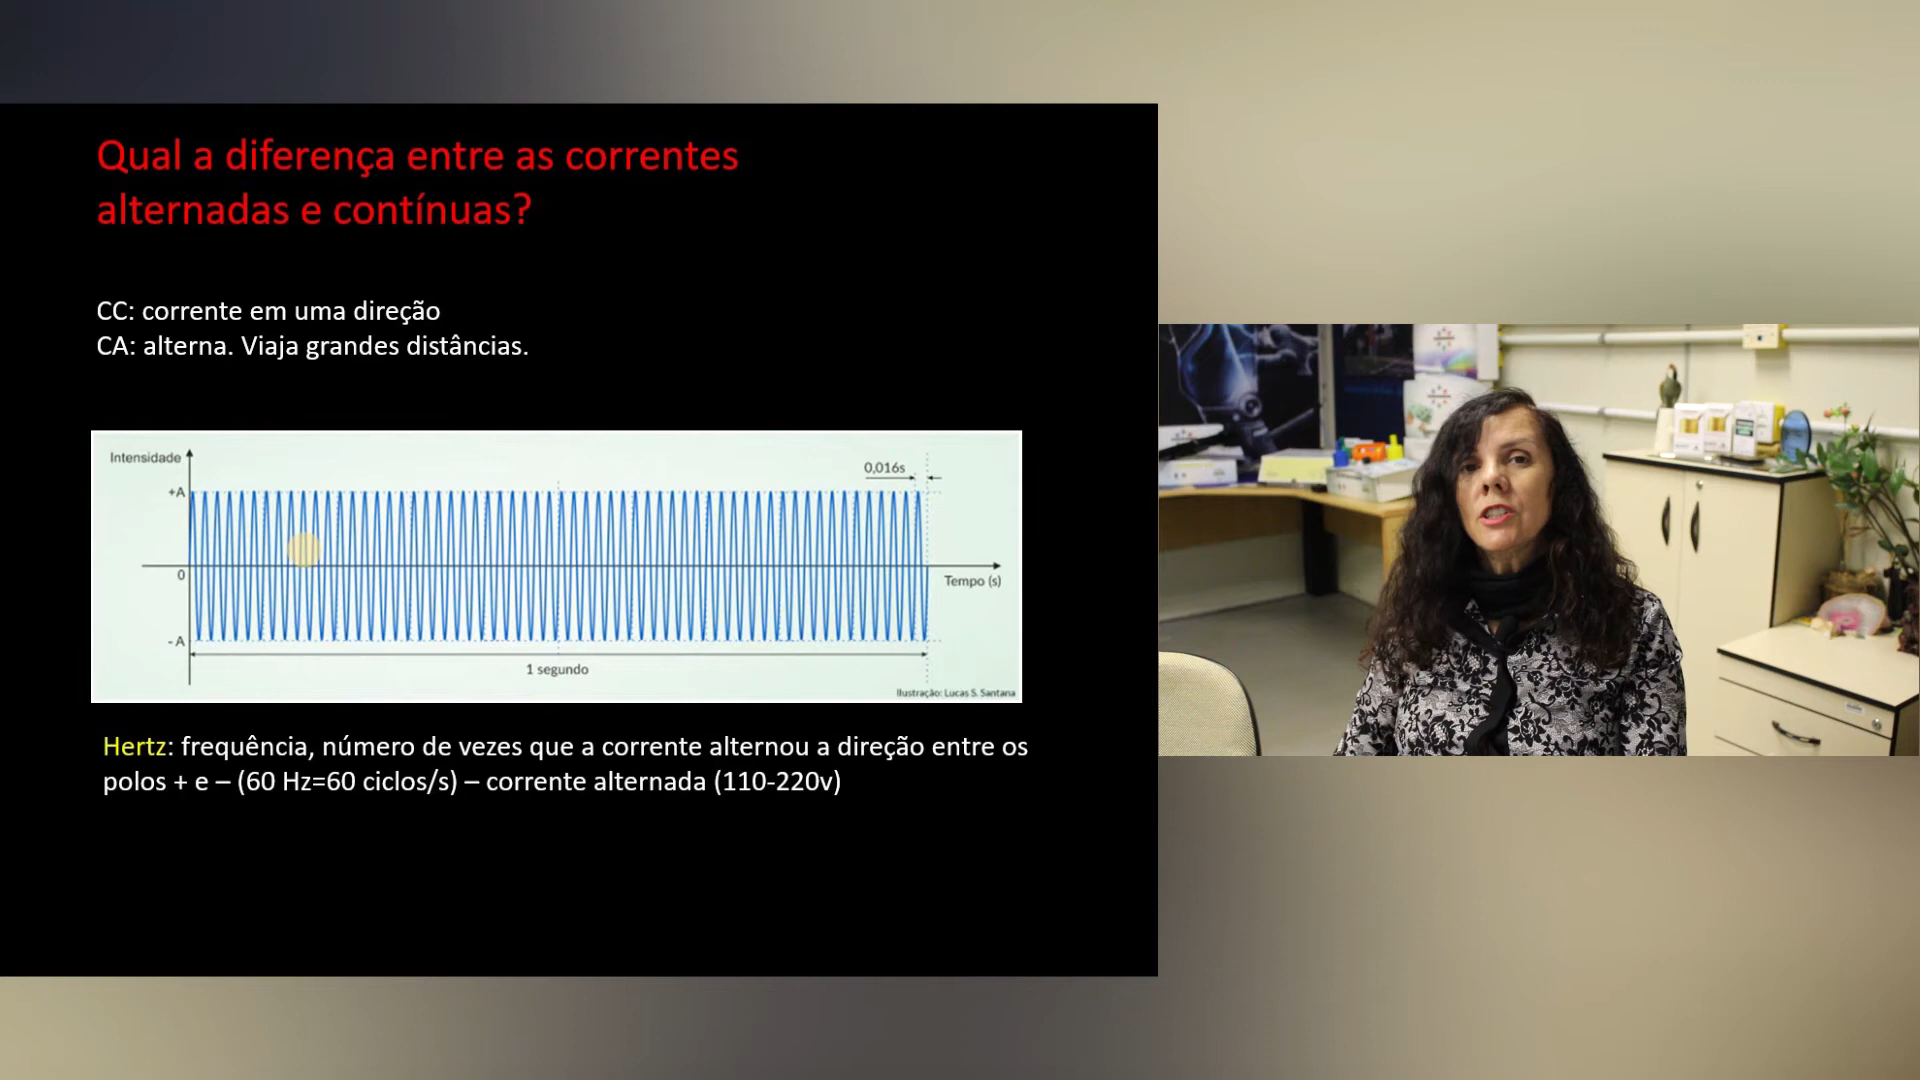 Qual a diferença entre as correntes
alternadas e contínuas?
CC: corrente em uma direção
CA: alterna. Viaja grandes distâncias.
Intensidade
+A
0
- A
0,016s
Tempo (s)
1 segundo
Ilustração: Lucas S. Santana
Hertz: frequência, número de vezes que a corrente alternou a direção entre os
polos + e – (60 Hz=60 ciclos/s) – corrente alternada (110-220v)